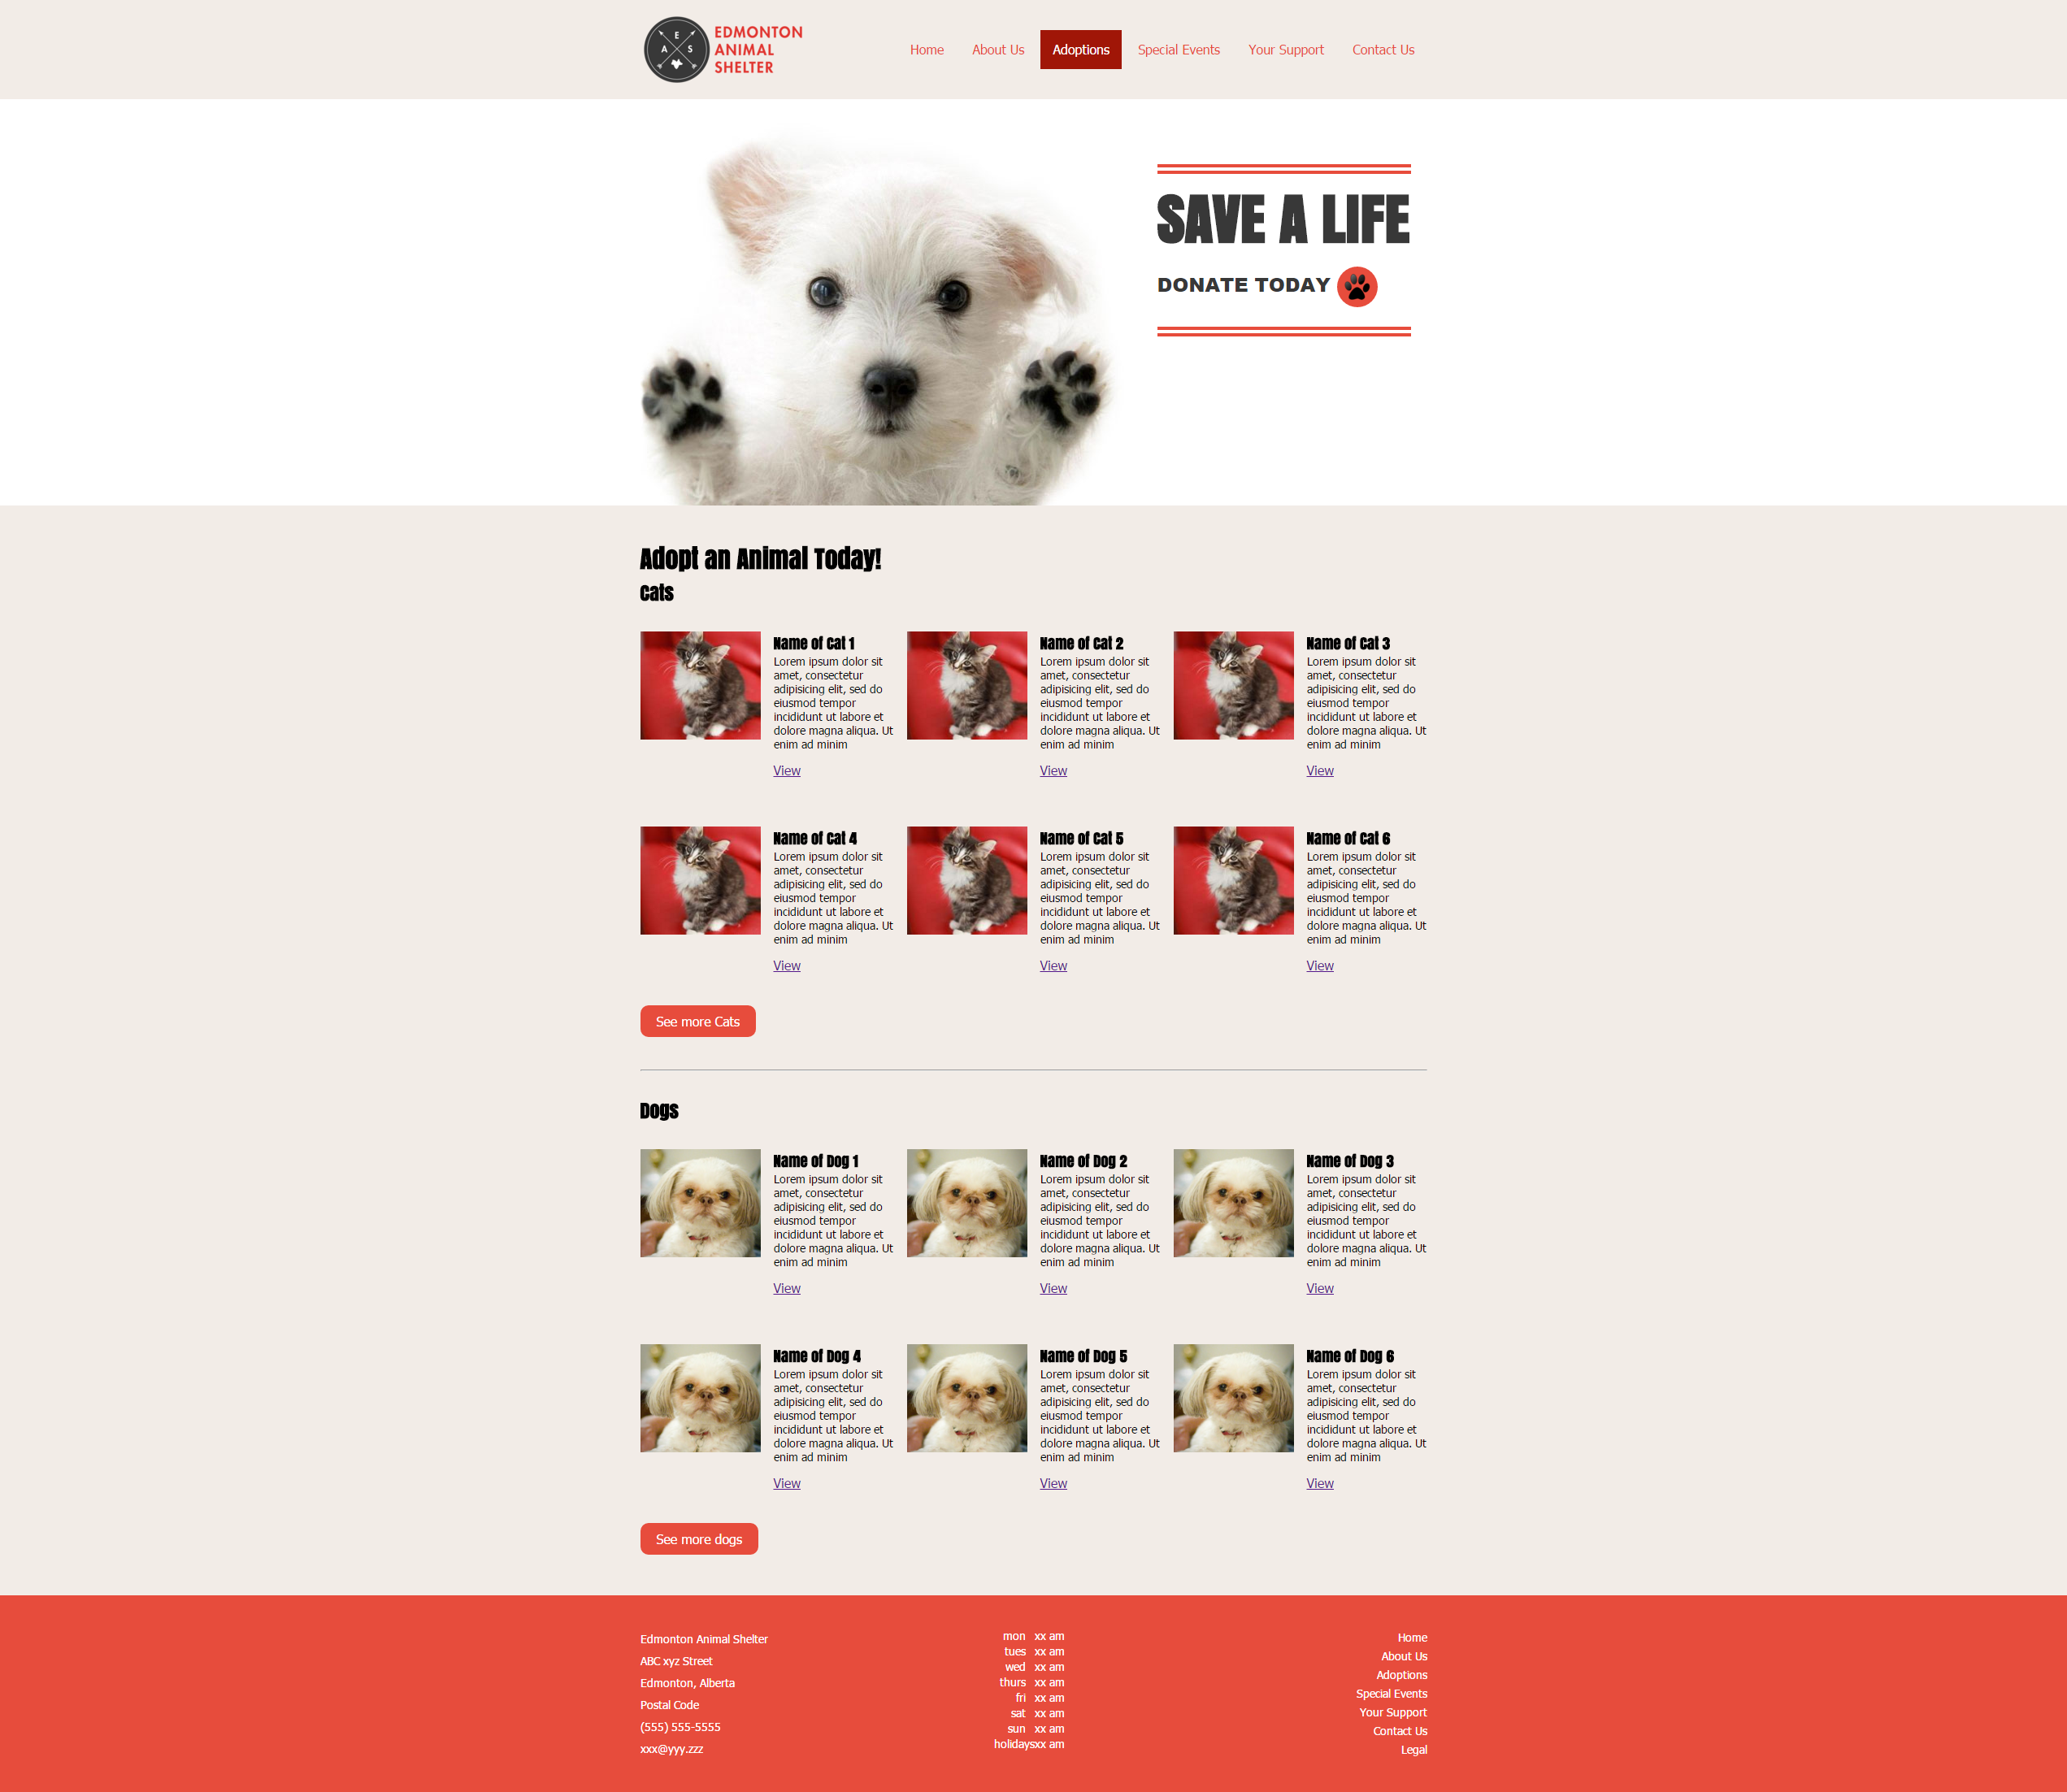 E
A S
EDMONTON
ANIMAL
SHELTER
Home About Us Adoptions Special Events Your Support Contact Us
SAVE A LIFE
DONATE TODAY
Adopt an Animal Today!
Cats
Name of Cat 1
Lorem ipsum dolor sit
amet, consectetur
adipisicing elit, sed do
eiusmod tempor
incididunt ut labore et
dolore magna aliqua. Ut
enim ad minim
View
Name of Cat 2
Lorem ipsum dolor sit
amet, consectetur
adipisicing elit, sed do
eiusmod tempor
incididunt ut labore et
dolore magna aliqua. Ut
enim ad minim
View
Name of Cat 3
Lorem ipsum dolor sit
amet, consectetur
adipisicing elit, sed do
eiusmod tempor
incididunt ut labore et
dolore magna aliqua. Ut
enim ad minim
View
Name of Cat 4
Lorem ipsum dolor sit
amet, consectetur
adipisicing elit, sed do
eiusmod tempor
incididunt ut labore et
dolore magna aliqua. Ut
enim ad minim
View
Name of Cat 5
Lorem ipsum dolor sit
amet, consectetur
adipisicing elit, sed do
eiusmod tempor
incididunt ut labore et
dolore magna aliqua. Ut
enim ad minim
View
Name of Cat 6
Lorem ipsum dolor sit
amet, consectetur
adipisicing elit, sed do
eiusmod tempor
incididunt ut labore et
dolore magna aliqua. Ut
enim ad minim
View
See more Cats
Dogs
Name of Dog 1
Lorem ipsum dolor sit
amet, consectetur
adipisicing elit, sed do
eiusmod tempor
incididunt ut labore et
dolore magna aliqua. Ut
enim ad minim
View
Name of Dog 2
Lorem ipsum dolor sit
amet, consectetur
adipisicing elit, sed do
eiusmod tempor
incididunt ut labore et
dolore magna aliqua. Ut
enim ad minim
View
Name of Dog 3
Lorem ipsum dolor sit
amet, consectetur
adipisicing elit, sed do
eiusmod tempor
incididunt ut labore et
dolore magna aliqua. Ut
enim ad minim
View
Name of Dog 4
Lorem ipsum dolor sit
amet, consectetur
adipisicing elit, sed do
eiusmod tempor
incididunt ut labore et
dolore magna aliqua. Ut
enim ad minim
View
Name of Dog 5
Lorem ipsum dolor sit
amet, consectetur
adipisicing elit, sed do
eiusmod tempor
incididunt ut labore et
dolore magna aliqua. Ut
enim ad minim
View
Name of Dog 6
Lorem ipsum dolor sit
amet, consectetur
adipisicing elit, sed do
eiusmod tempor
incididunt ut labore et
dolore magna aliqua. Ut
enim ad minim
View
See more dogs
Edmonton Animal Shelter
ABC xyz Street
Edmonton, Alberta
Postal Code
(555) 555-5555
xxx@yyy.zzz
mon xx am
tues xx am
wed xx am
thurs xx am
fri xx am
sat xx am
sun xx am
holidaysxx am
Home
About Us
Adoptions
Special Events
Your Support
Contact Us
Legal